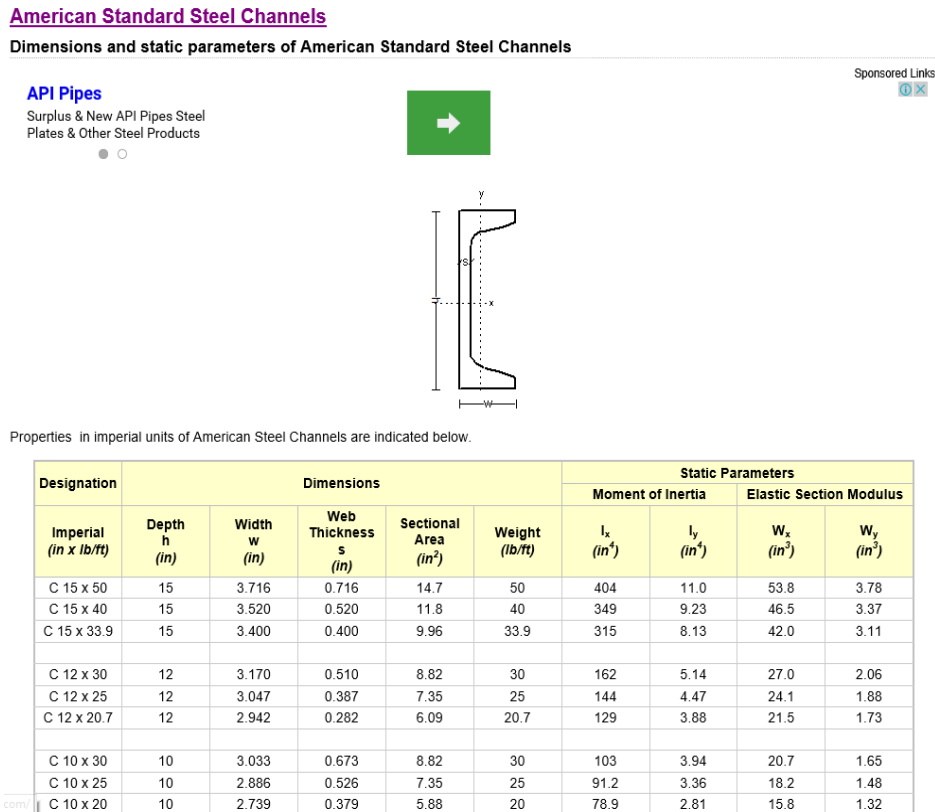 American Standard Steel Channels
Dimensions and static parameters of American Standard Steel Channels
Sponsored Links
API Pipes
Surplus & New API Pipes Steel
Plates & Other Steel Products
y
s
h
x
w
Properties in imperial units of American Steel Channels are indicated below.
Designation Dimensions Static Parameters
Moment of Inertia Elastic Section Modulus
Imperial (in x lb/ft) Depth h (in) Width w (in) Web Thickness s (in) Sectional Area (in²) Weight (lb/ft) Ix (in⁴) Iy (in⁴) Wx (in³) Wy (in³)
C 15 x 50 15 3.716 0.716 14.7 50 404 11.0 53.8 3.78
C 15 x 40 15 3.520 0.520 11.8 40 349 9.23 46.5 3.37
C 15 x 33.9 15 3.400 0.400 9.96 33.9 315 8.13 42.0 3.11
C 12 x 30 12 3.170 0.510 8.82 30 162 5.14 27.0 2.06
C 12 x 25 12 3.047 0.387 7.35 25 144 4.47 24.1 1.88
C 12 x 20.7 12 2.942 0.282 6.09 20.7 129 3.88 21.5 1.73
C 10 x 30 10 3.033 0.673 8.82 30 103 3.94 20.7 1.65
C 10 x 25 10 2.886 0.526 7.35 25 91.2 3.36 18.2 1.48
com/ C 10 x 20 10 2.739 0.379 5.88 20 78.9 2.81 15.8 1.32